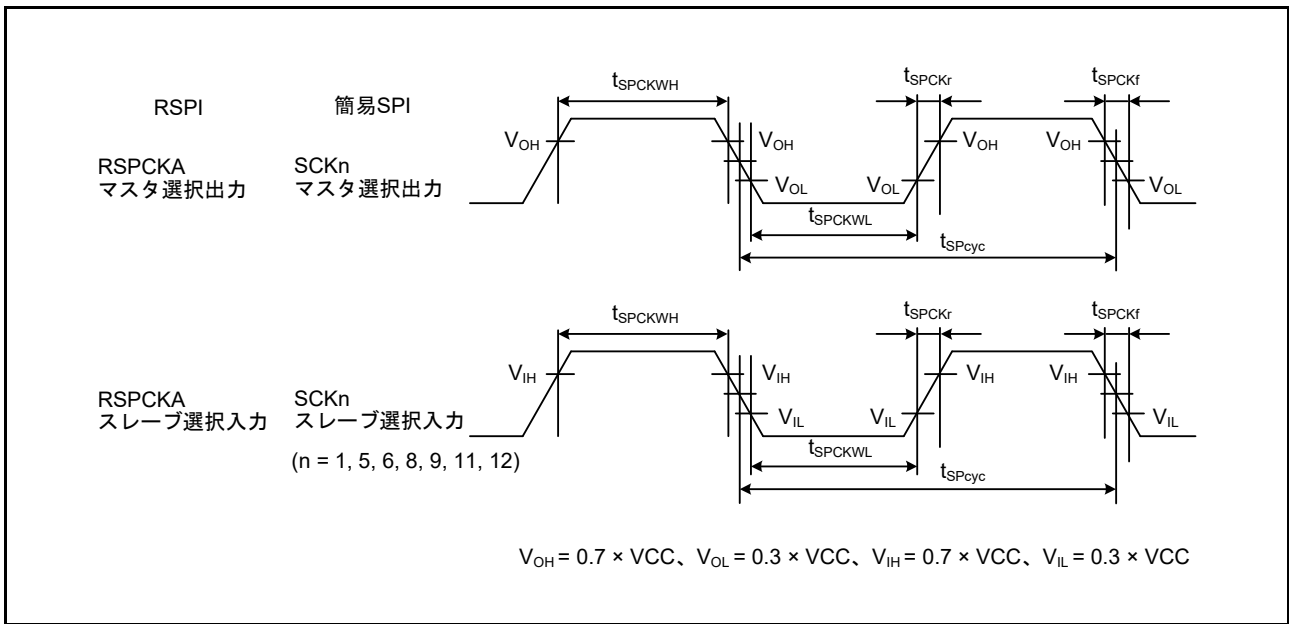 RSPI 簡易SPI
RSPCKA
マスタ選択出力
SCKn
マスタ選択出力
tSPCKWH tSPCKr tSPCKf
VOH VOH VOH VOH
VOL VOL VOL
tSPCKWL
tSPcyc
RSPCKA
スレーブ選択入力
SCKn
スレーブ選択入力
(n = 1, 5, 6, 8, 9, 11, 12)
tSPCKWH tSPCKr tSPCKf
VIH VIH VIH VIH
VIL VIL VIL
tSPCKWL
tSPcyc
VOH = 0.7 × VCC、VOL = 0.3 × VCC、VIH = 0.7 × VCC、VIL = 0.3 × VCC